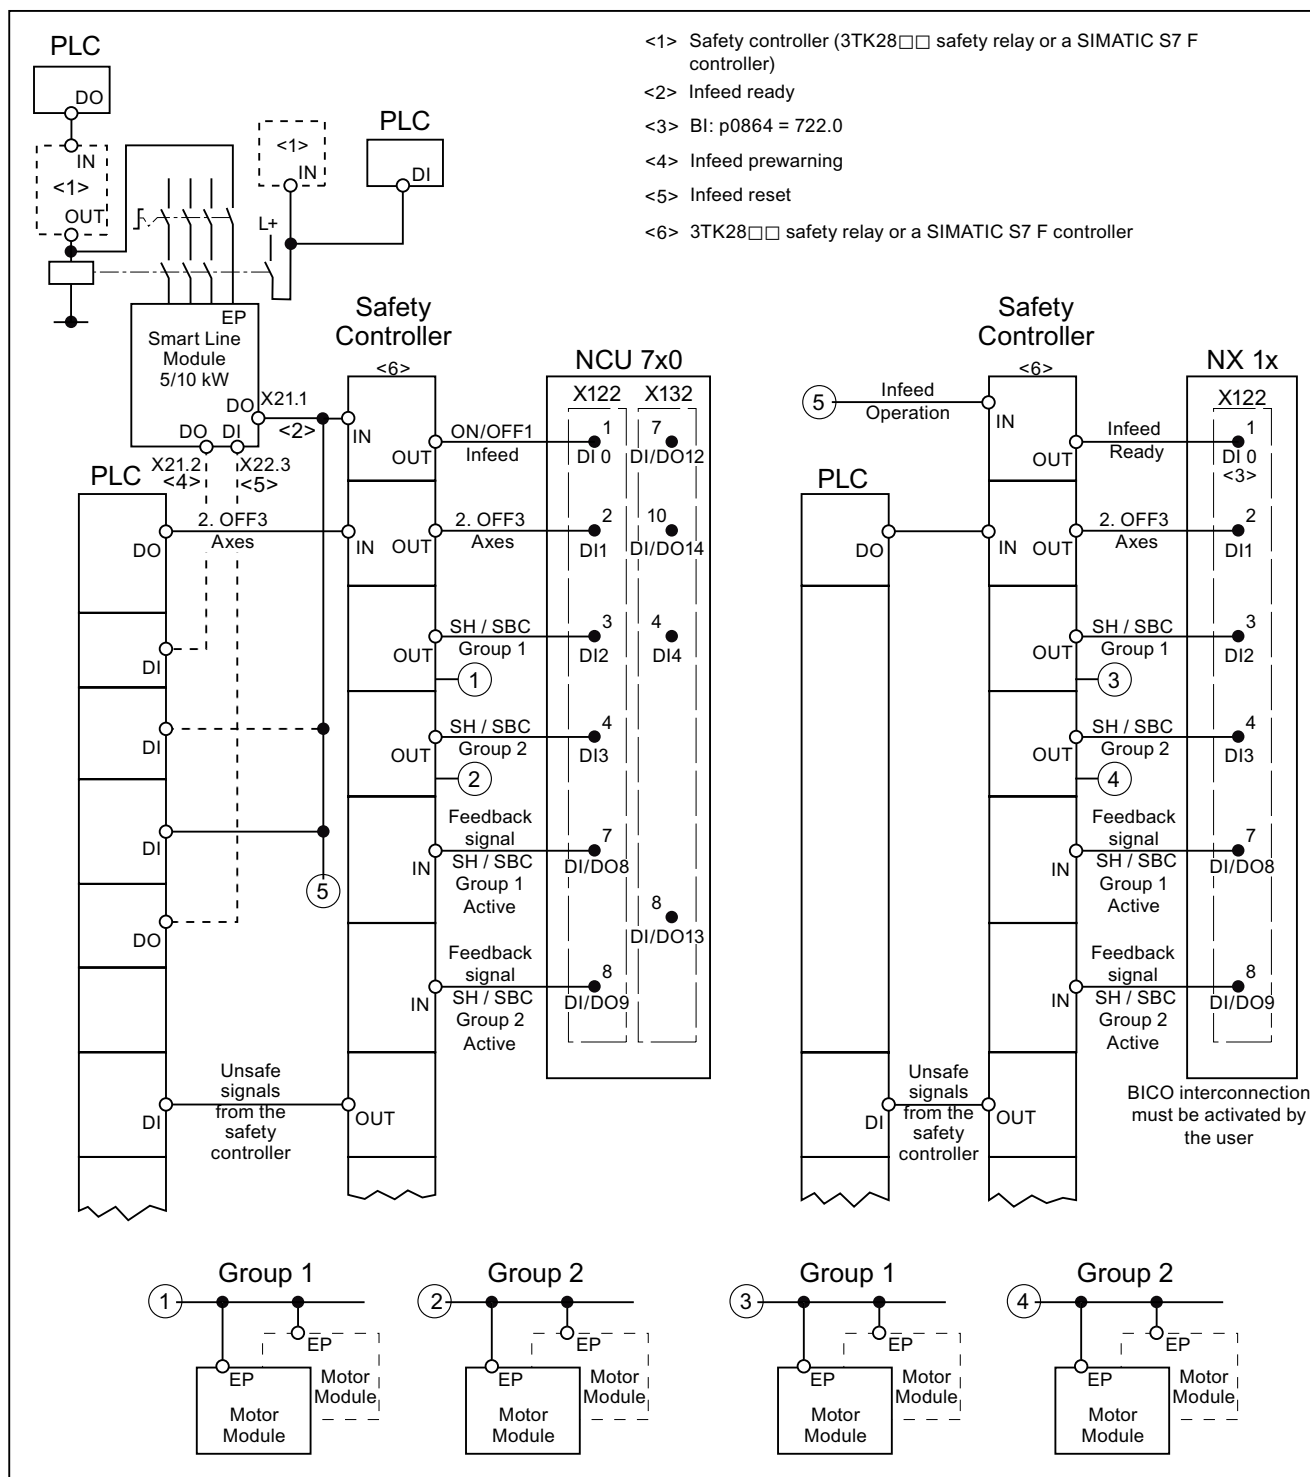 PLC
DO
IN
<1>
OUT
<1>
IN
PLC
DI
L+
<1> Safety controller (3TK28□□ safety relay or a SIMATIC S7 F
controller)
<2> Infeed ready
<3> BI: p0864 = 722.0
<4> Infeed prewarning
<5> Infeed reset
<6> 3TK28□□ safety relay or a SIMATIC S7 F controller
EP
Smart Line
Module
5/10 kW
DO
X21.1
<2>
DO DI
X21.2
<4>
X22.3
<5>
PLC
DO
2. OFF3
Axes
DI
DI
DI
5
DO
DI
Unsafe
signals
from the
safety
controller
Safety
Controller
<6>
IN
OUT
IN
OUT
OUT
1
OUT
2
IN
IN
OUT
ON/OFF1
Infeed
2. OFF3
Axes
SH / SBC
Group 1
SH / SBC
Group 2
Feedback
signal
SH / SBC
Group 1
Active
Feedback
signal
SH / SBC
Group 2
Active
NCU 7x0
X122
1
DI 0
2
DI1
3
DI2
4
DI3
7
DI/DO8
8
DI/DO9
X132
7
DI/DO12
10
DI/DO14
4
DI4
8
DI/DO13
5
Infeed
Operation
PLC
DO
DI
Unsafe
signals
from the
safety
controller
Safety
Controller
<6>
IN
OUT
IN
OUT
OUT
3
OUT
4
IN
IN
OUT
Infeed
Ready
2. OFF3
Axes
SH / SBC
Group 1
SH / SBC
Group 2
Feedback
signal
SH / SBC
Group 1
Active
Feedback
signal
SH / SBC
Group 2
Active
NX 1x
X122
1
DI 0
<3>
2
DI1
3
DI2
4
DI3
7
DI/DO8
8
DI/DO9
BICO interconnection
must be activated by
the user
Group 1
1
EP
EP
Motor
Module
Motor
Module
Group 2
2
EP
EP
Motor
Module
Motor
Module
Group 1
3
EP
EP
Motor
Module
Motor
Module
Group 2
4
EP
EP
Motor
Module
Motor
Module